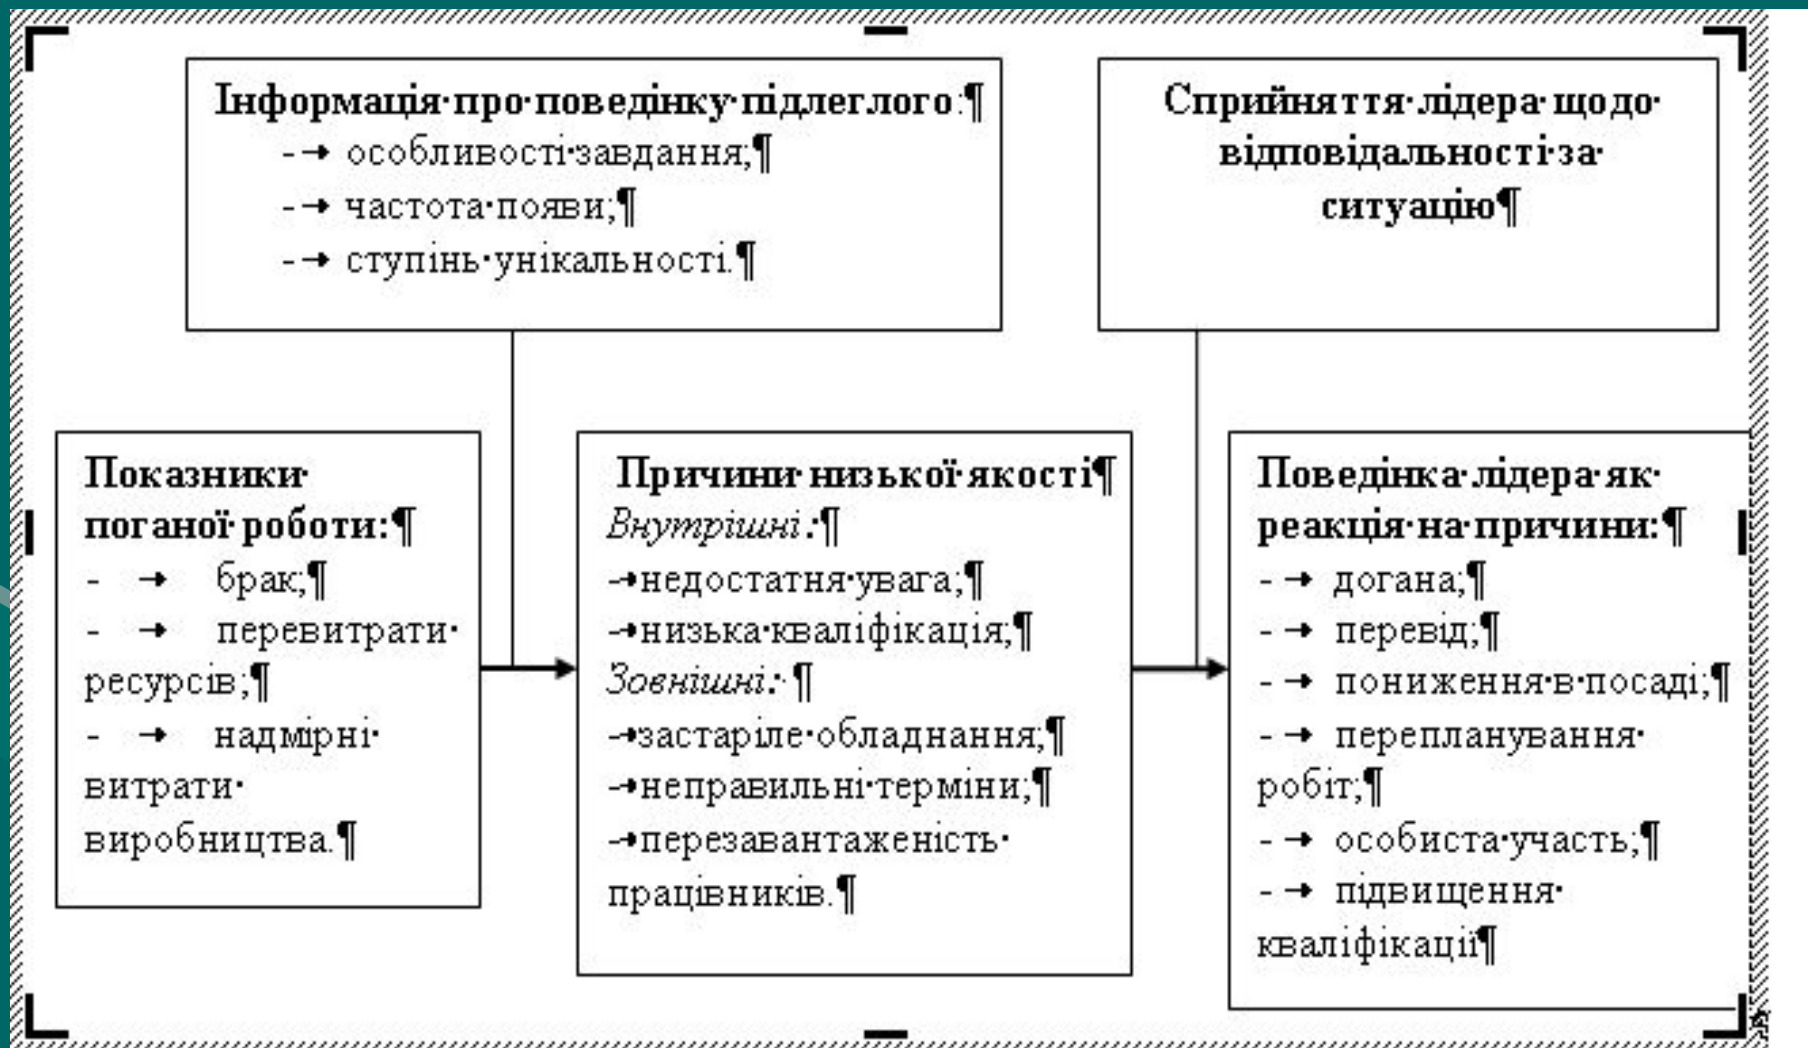 Інформація про поведінку підлеглого:
- особливості завдання;
- частота появи;
- ступінь унікальності.
Сприйняття лідера щодо
відповідальності за
ситуацію
Показники
поганої роботи:
- брак;
- перевитрати
ресурсів;
- надмірні
витрати
виробництва.
Причини низької якості
Внутрішні:
- недостатня увага;
- низька кваліфікація;
Зовнішні:
- застаріле обладнання;
- неправильні терміни;
- перезавантаженість
працівників.
Поведінка лідера як
реакція на причини:
- догана;
- перевід;
- пониження в посаді;
- перепланування
робіт;
- особиста участь;
- підвищення
кваліфікації